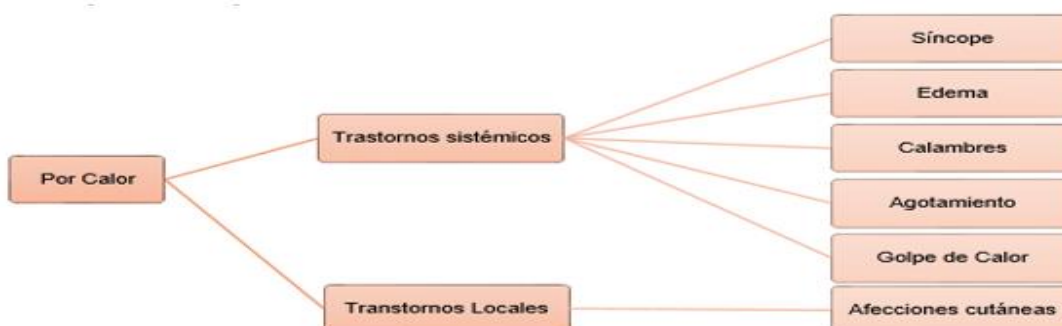 Por Calor
Trastornos sistémicos
Síncope
Edema
Calambres
Agotamiento
Golpe de Calor
Transtornos Locales
Afecciones cutáneas